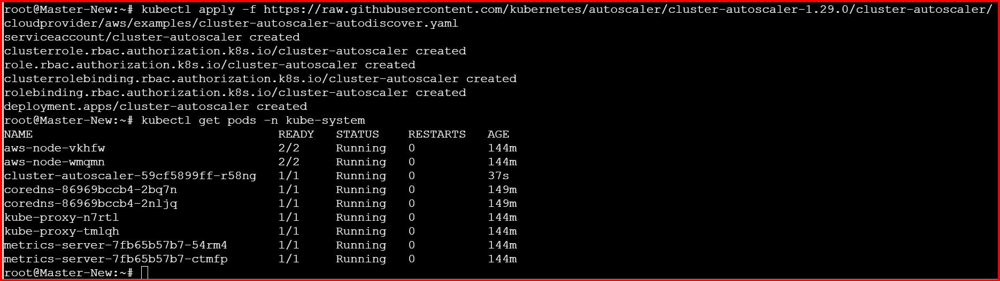 root@Master-New:~# kubectl apply -f https://raw.githubusercontent.com/kubernetes/autoscaler/cluster-autoscaler-1.29.0/cluster-autoscaler/
cloudprovider/aws/examples/cluster-autoscaler-autodiscover.yaml
serviceaccount/cluster-autoscaler created
clusterrole.rbac.authorization.k8s.io/cluster-autoscaler created
role.rbac.authorization.k8s.io/cluster-autoscaler created
clusterrolebinding.rbac.authorization.k8s.io/cluster-autoscaler created
rolebinding.rbac.authorization.k8s.io/cluster-autoscaler created
deployment.apps/cluster-autoscaler created
root@Master-New:~# kubectl get pods -n kube-system
NAME READY STATUS RESTARTS AGE
aws-node-vkhfw 2/2 Running 0 144m
aws-node-wmqmn 2/2 Running 0 144m
cluster-autoscaler-59cf5899ff-r58ng 1/1 Running 0 37s
coredns-86969bccb4-2bq7n 1/1 Running 0 149m
coredns-86969bccb4-2nljq 1/1 Running 0 149m
kube-proxy-n7rtl 1/1 Running 0 144m
kube-proxy-tmlqh 1/1 Running 0 144m
metrics-server-7fb65b57b7-54rm4 1/1 Running 0 144m
metrics-server-7fb65b57b7-ctmfp 1/1 Running 0 144m
root@Master-New:~#